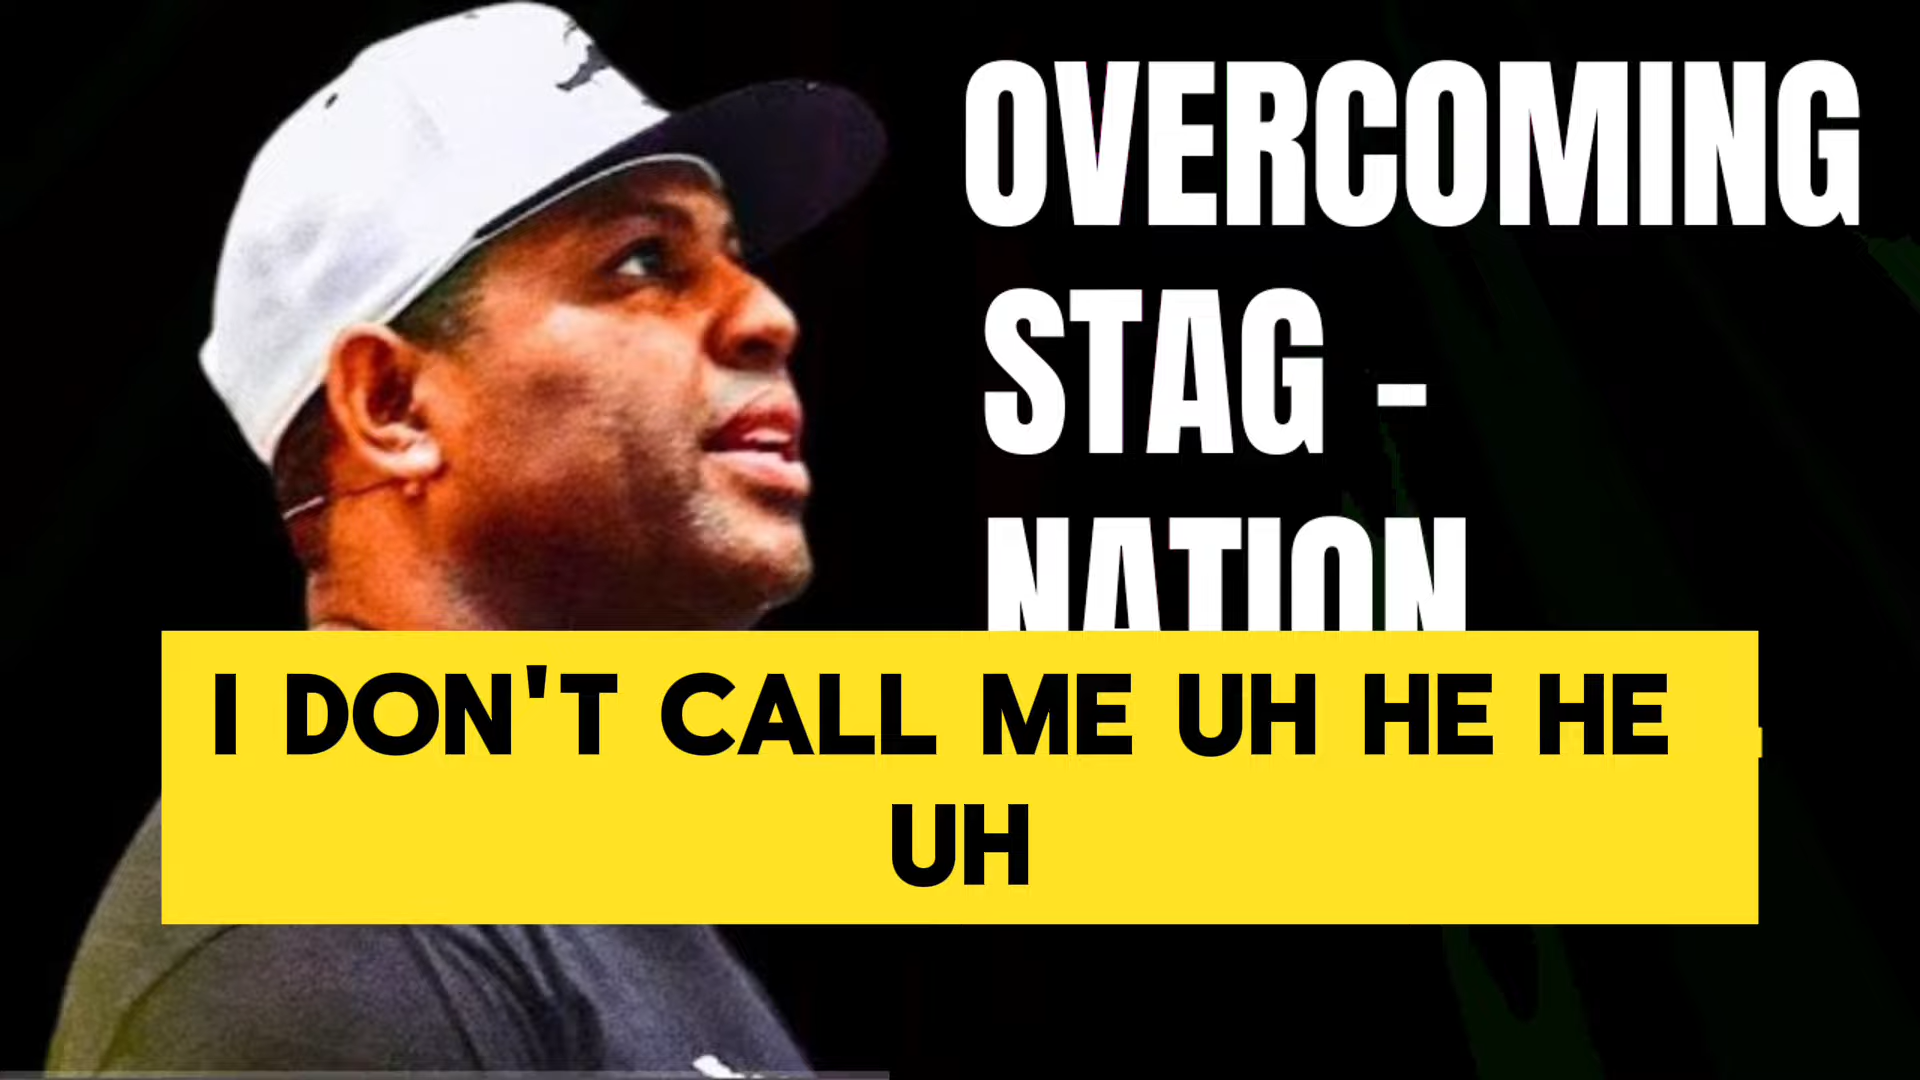 OVERCOMING
STAG -
NATION
I DON'T CALL ME UH HE HE
UH